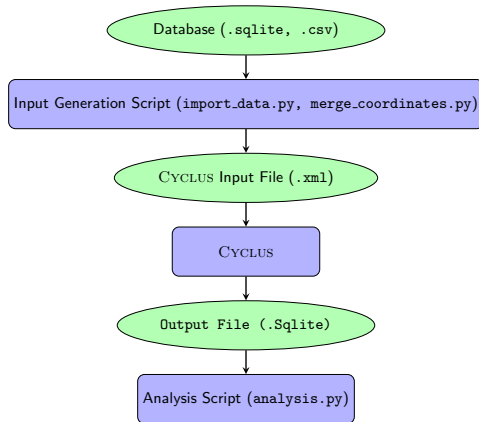 Database (.sqlite, .csv)
Input Generation Script (import_data.py, merge_coordinates.py)
Cyclus Input File (.xml)
Cyclus
Output File (.Sqlite)
Analysis Script (analysis.py)